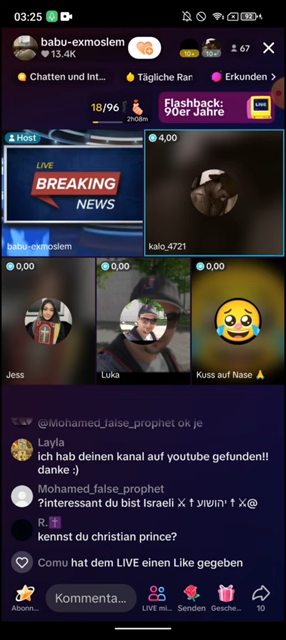 03:25
92
babu-exmoslem
13.4K
10+
10+
67
Chatten und Int...
Tägliche Ran
Erkunden
18/96
2h08m
Flashback:
90er Jahre
LIVE
Host
4,00
LIVE
BREAKING
NEWS
babu-exmoslem
kalo_4721
0,00
0,00
0,00
Jess
Luka
Kuss auf Nase 🙏
@Mohamed_false_prophet ok je
Layla
ich hab deinen kanal auf youtube gefunden!!
danke :)
Mohamed_false_prophet
?interessant du bist Israeli ⚔ ✝ יהושוע ✝ ⚔@
R.✝️
kennst du christian prince?
Comu hat dem LIVE einen Like gegeben
Abonn...
Kommenta...
LIVE mi...
Senden
Gesche...
10